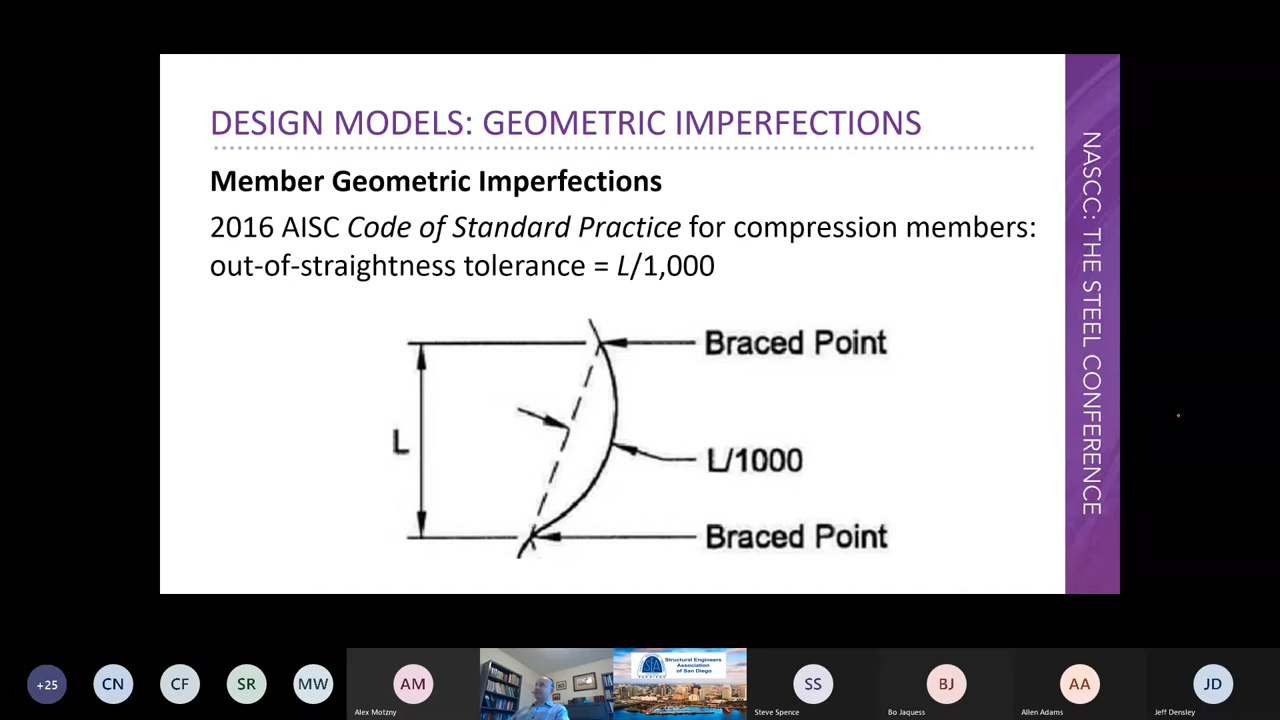 DESIGN MODELS: GEOMETRIC IMPERFECTIONS
Member Geometric Imperfections
2016 AISC Code of Standard Practice for compression members:
out-of-straightness tolerance = L/1,000
Braced Point
L
L/1000
Braced Point
NASCC: THE STEEL CONFERENCE
+25
CN
CF
SR
MW
AM
Alex Motzny
Structural Engineers
Association
of San Diego
SS
Steve Spence
BJ
Bo Jaquess
AA
Allen Adams
JD
Jeff Densley